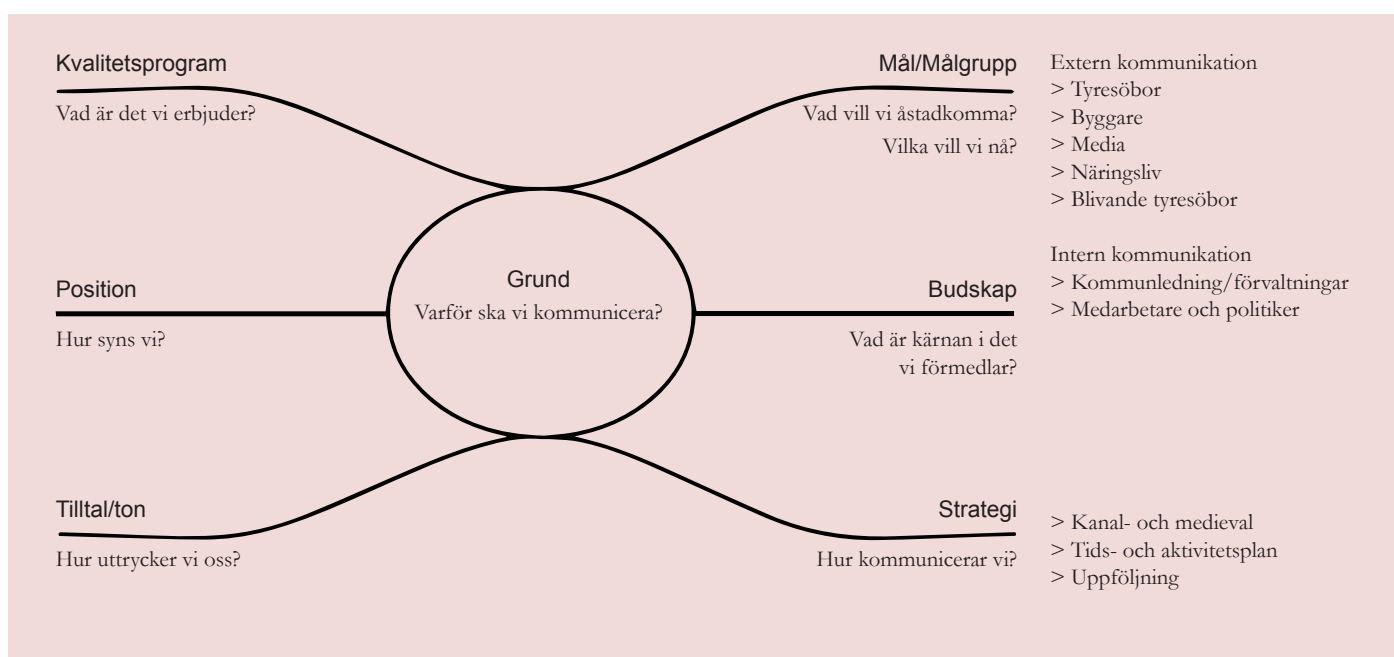 Kvalitetsprogram
Vad är det vi erbjuder?
Mål/Målgrupp
Vad vill vi åstadkomma?
Vilka vill vi nå?
Extern kommunikation
> Tyresöbor
> Byggare
> Media
> Näringsliv
> Blivande tyresöbor
Position
Hur syns vi?
Grund
Varför ska vi kommunicera?
Budskap
Vad är kärnan i det
vi förmedlar?
Intern kommunikation
> Kommunledning/förvaltningar
> Medarbetare och politiker
Tilltal/ton
Hur uttrycker vi oss?
Strategi
Hur kommunicerar vi?
> Kanal- och medieval
> Tids- och aktivitetsplan
> Uppföljning